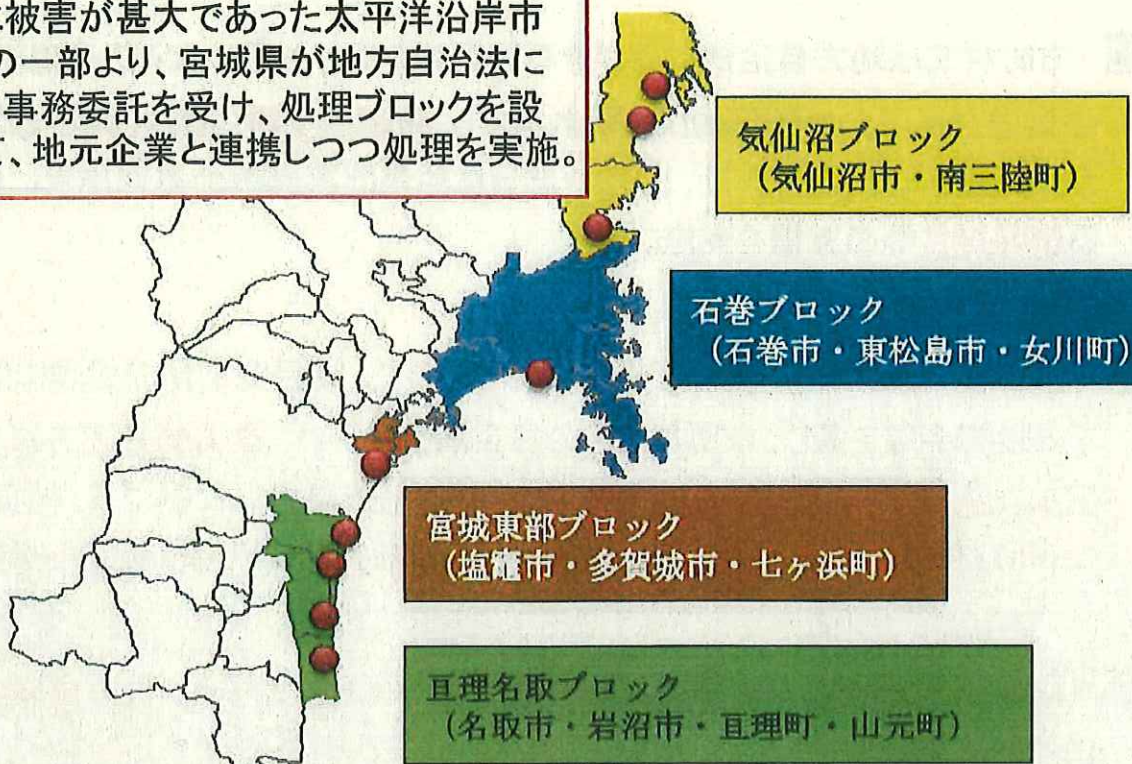 被害が甚大であった太平洋沿岸市
の一部より、宮城県が地方自治法に
事務委託を受け、処理ブロックを設
、地元企業と連携しつつ処理を実施。
気仙沼ブロック
(気仙沼市・南三陸町)
石巻ブロック
(石巻市・東松島市・女川町)
宮城東部ブロック
(塩竈市・多賀城市・七ヶ浜町)
亘理名取ブロック
(名取市・岩沼市・亘理町・山元町)